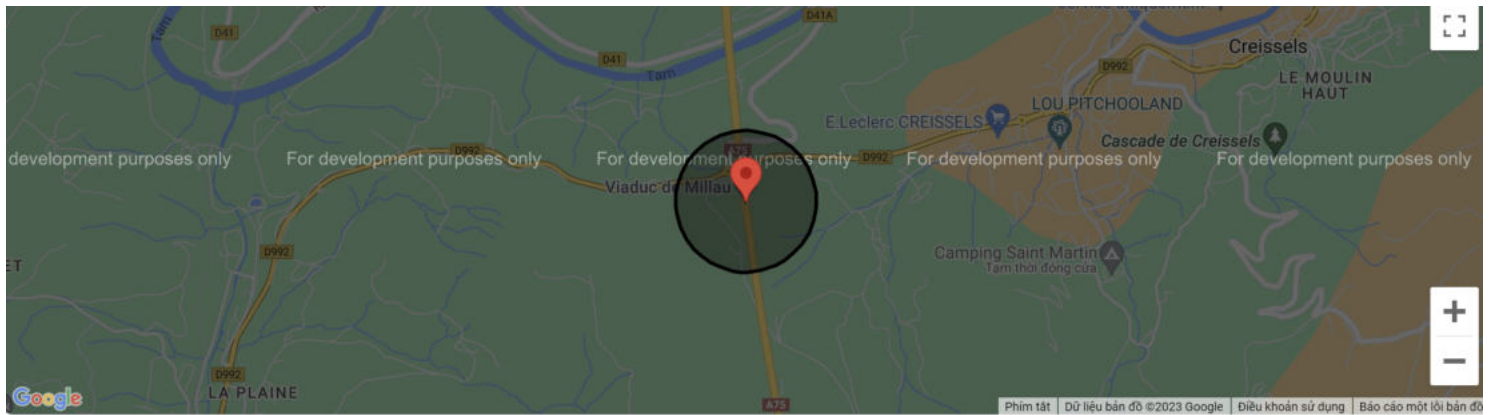 D41A
D41
D41
Tam
Tarn
Creissels
D992
LE MOULIN
HAUT
LOU PITCHOOLAND
E.Leclerc CREISSELS
Cascade de Creissels
development purposes only
D992
For development purposes only
A75
For development purposes only
D992
For development purposes only
For development purposes only
Viaduc de Millau
D992
Camping Saint Martin
Tạm thời đóng cửa
ET
D992
LA PLAINE
A75
Google
Phím tắt
Dữ liệu bản đồ ©2023 Google
Điều khoản sử dụng
Báo cáo một lỗi bản đồ